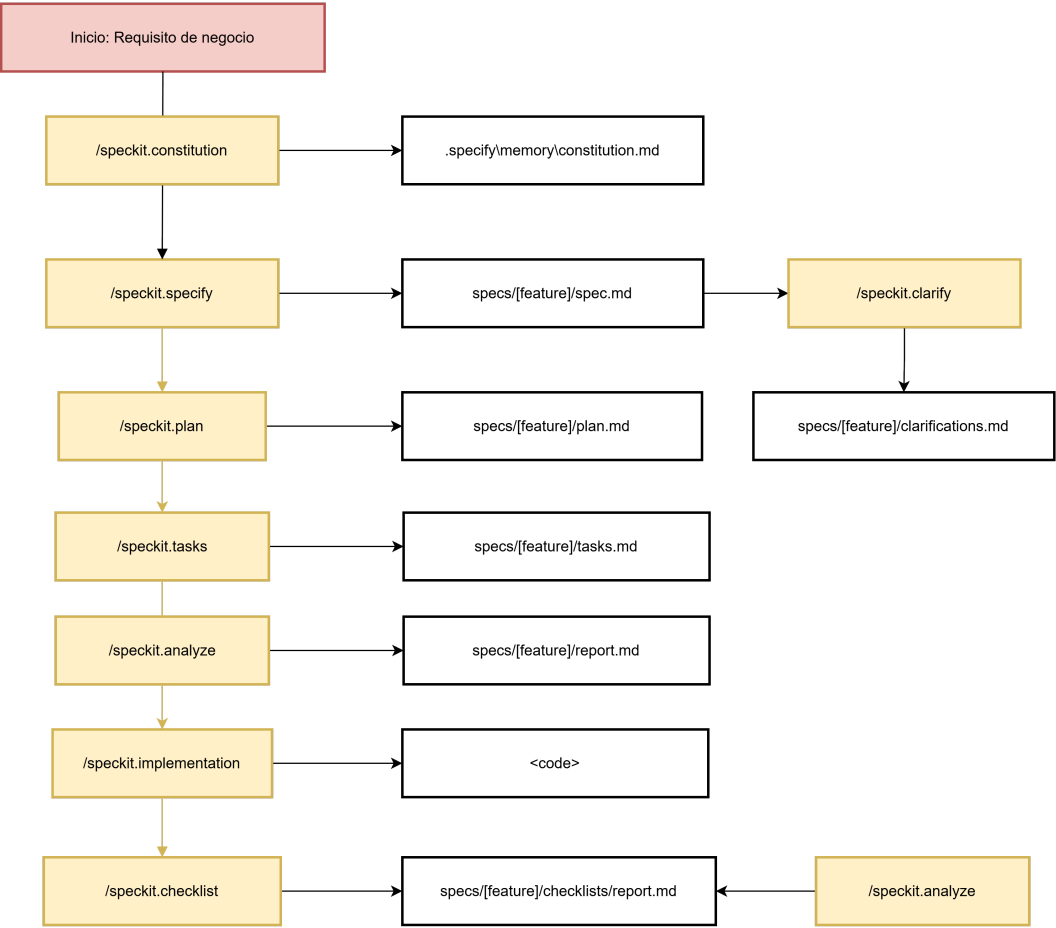 Inicio: Requisito de negocio
/speckit.constitution
.specify\memory\constitution.md
/speckit.specify
specs/[feature]/spec.md
/speckit.clarify
/speckit.plan
specs/[feature]/plan.md
specs/[feature]/clarifications.md
/speckit.tasks
specs/[feature]/tasks.md
/speckit.analyze
specs/[feature]/report.md
/speckit.implementation
<code>
/speckit.checklist
specs/[feature]/checklists/report.md
/speckit.analyze